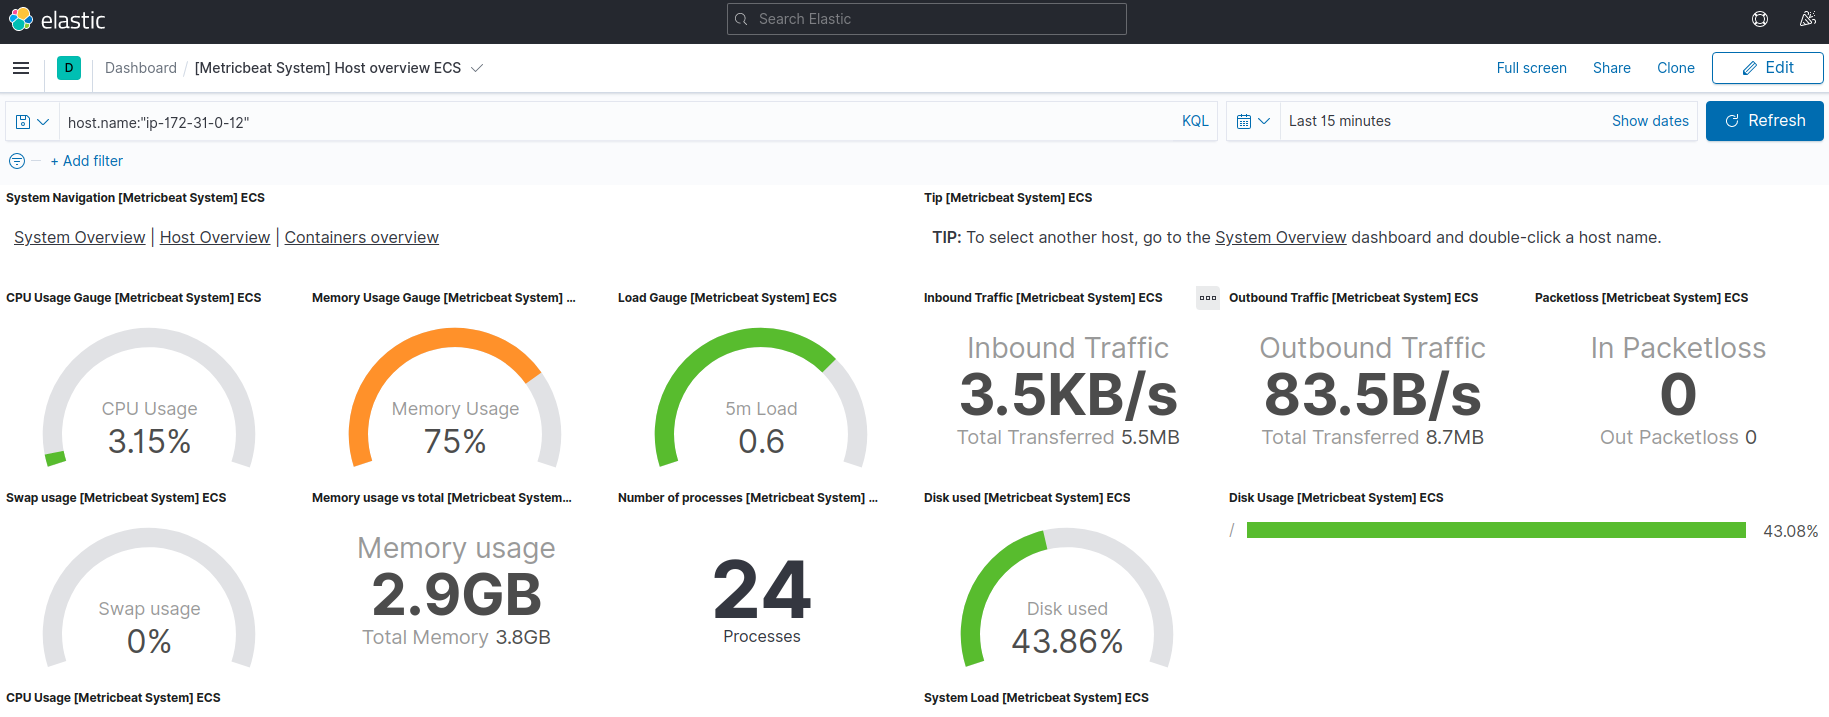 elastic
Search Elastic
D
Dashboard / [Metricbeat System] Host overview ECS
Full screen
Share
Clone
Edit
host.name:"ip-172-31-0-12"
KQL
Last 15 minutes
Show dates
Refresh
+ Add filter
System Navigation [Metricbeat System] ECS
System Overview | Host Overview | Containers overview
Tip [Metricbeat System] ECS
TIP: To select another host, go to the System Overview dashboard and double-click a host name.
CPU Usage Gauge [Metricbeat System] ECS
CPU Usage
3.15%
Memory Usage Gauge [Metricbeat System] ...
Memory Usage
75%
Load Gauge [Metricbeat System] ECS
5m Load
0.6
Inbound Traffic [Metricbeat System] ECS
Inbound Traffic
3.5KB/s
Total Transferred 5.5MB
Outbound Traffic [Metricbeat System] ECS
Outbound Traffic
83.5B/s
Total Transferred 8.7MB
Packetloss [Metricbeat System] ECS
In Packetloss
0
Out Packetloss 0
Swap usage [Metricbeat System] ECS
Swap usage
0%
Memory usage vs total [Metricbeat System...
Memory usage
2.9GB
Total Memory 3.8GB
Number of processes [Metricbeat System] ...
24
Processes
Disk used [Metricbeat System] ECS
Disk used
43.86%
Disk Usage [Metricbeat System] ECS
/ 43.08%
CPU Usage [Metricbeat System] ECS
System Load [Metricbeat System] ECS